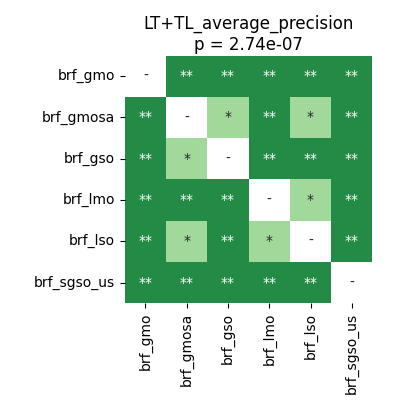 LT+TL_average_precision
p = 2.74e-07
brf_gmo - ** ** ** ** **
brf_gmosa ** - * ** * **
brf_gso ** * - ** ** **
brf_lmo ** ** ** - * **
brf_lso ** * ** * - **
brf_sgso_us ** ** ** ** ** -
brf_gmo
brf_gmosa
brf_gso
brf_lmo
brf_lso
brf_sgso_us